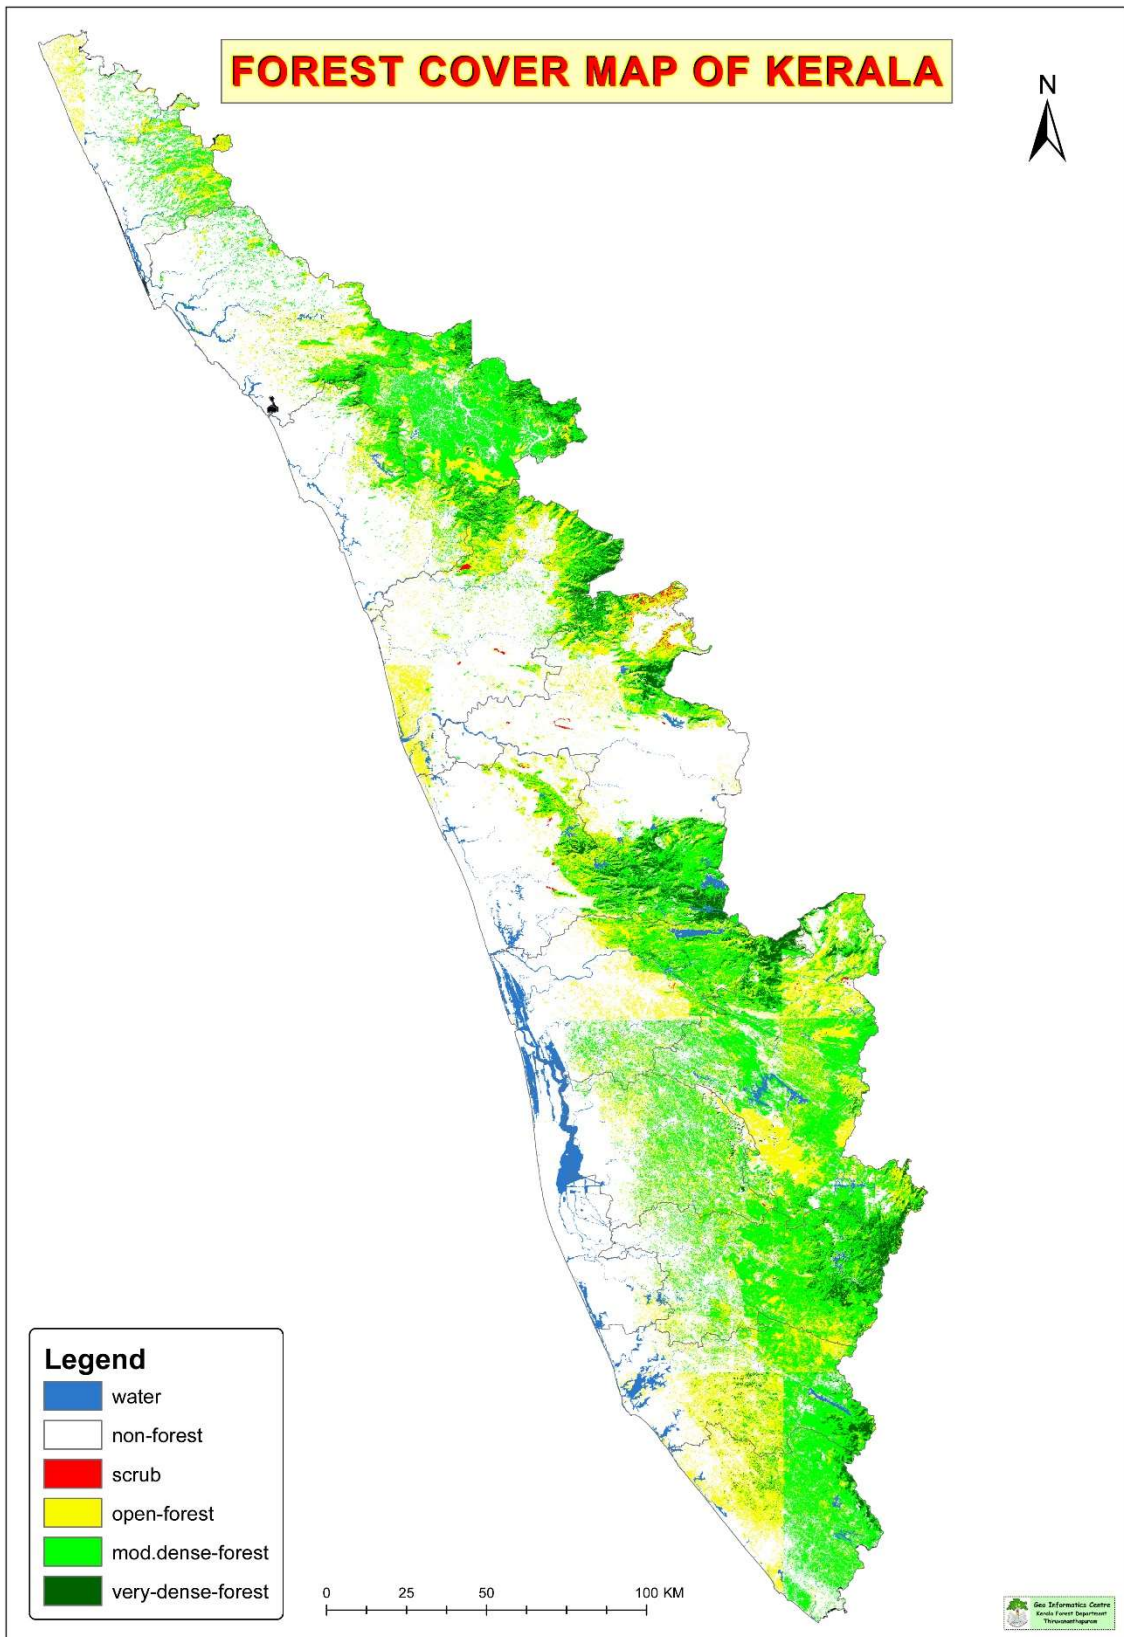 FOREST COVER MAP OF KERALA
N
Legend
water
non-forest
scrub
open-forest
mod.dense-forest
very-dense-forest
0 25 50 100 KM
Geo Informatics Centre
Kerala Forest Department
Thiruvananthapuram